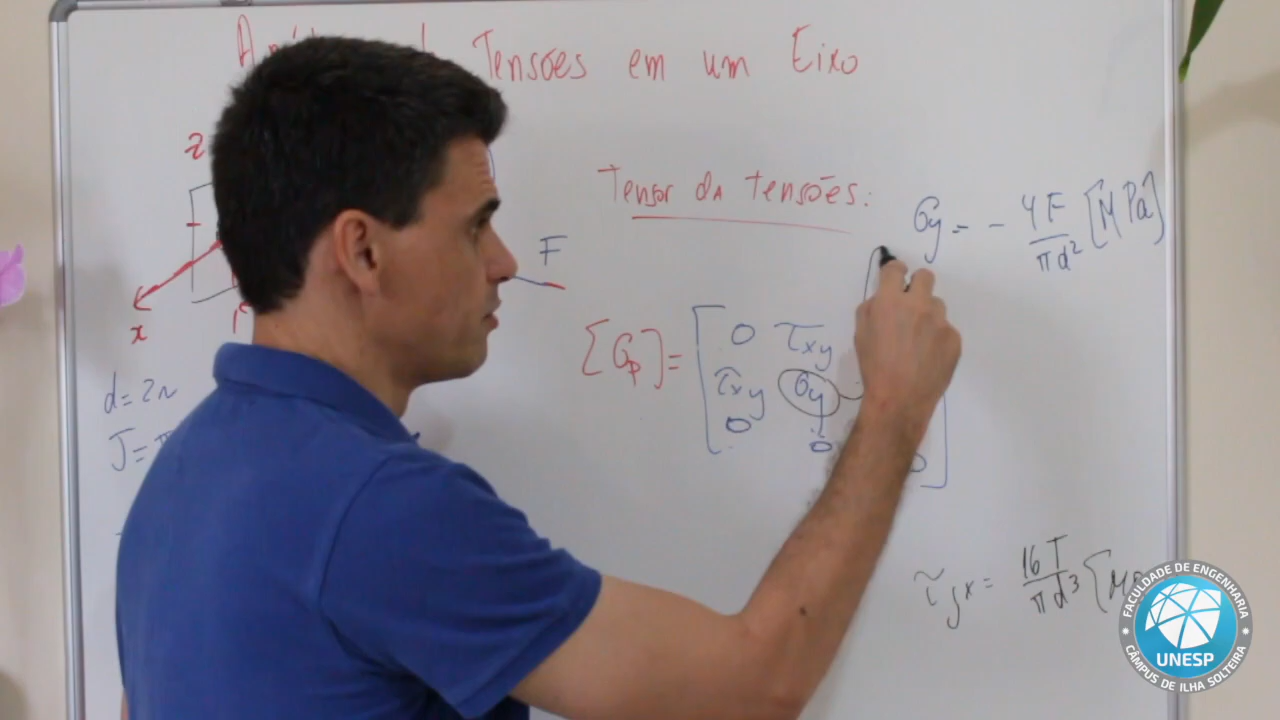 Tensões em um Eixo
z
x
F
d=2r
J=π
Tensor da tensões:
σy = - 4F/πd² [MPa]
[σp] = [0 τxy
τxy σy
0 0 0]
τyx = 16T/πd³ [M
FACULDADE DE ENGENHARIA
UNESP
CÂMPUS DE ILHA SOLTEIRA